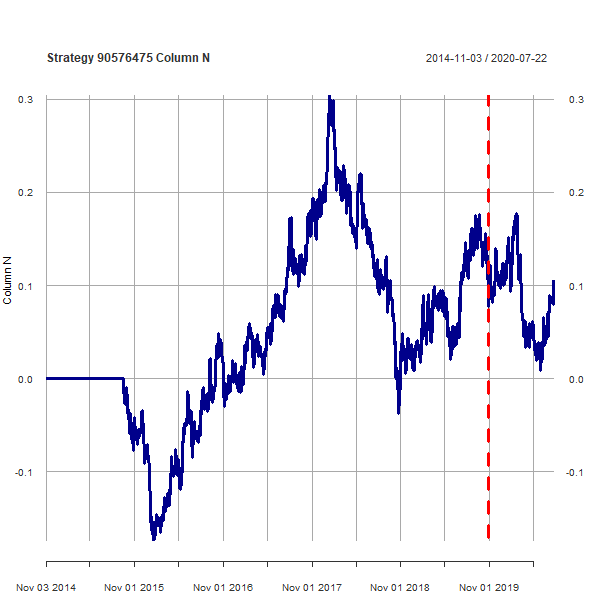 Strategy 90576475 Column N
2014-11-03 / 2020-07-22
Column N
0.3
0.3
0.2
0.2
0.1
0.1
0.0
0.0
-0.1
-0.1
Nov 03 2014
Nov 01 2015
Nov 01 2016
Nov 01 2017
Nov 01 2018
Nov 01 2019